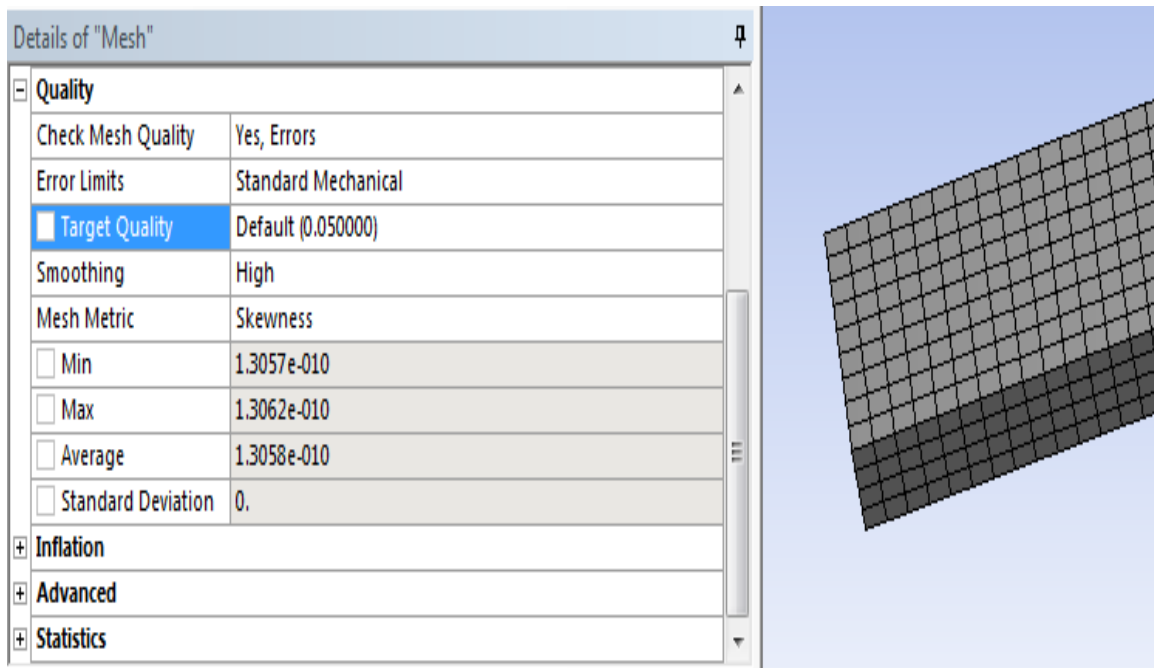 Details of "Mesh"
Quality
Check Mesh Quality Yes, Errors
Error Limits Standard Mechanical
Target Quality Default (0.050000)
Smoothing High
Mesh Metric Skewness
Min 1.3057e-010
Max 1.3062e-010
Average 1.3058e-010
Standard Deviation 0.
Inflation
Advanced
Statistics